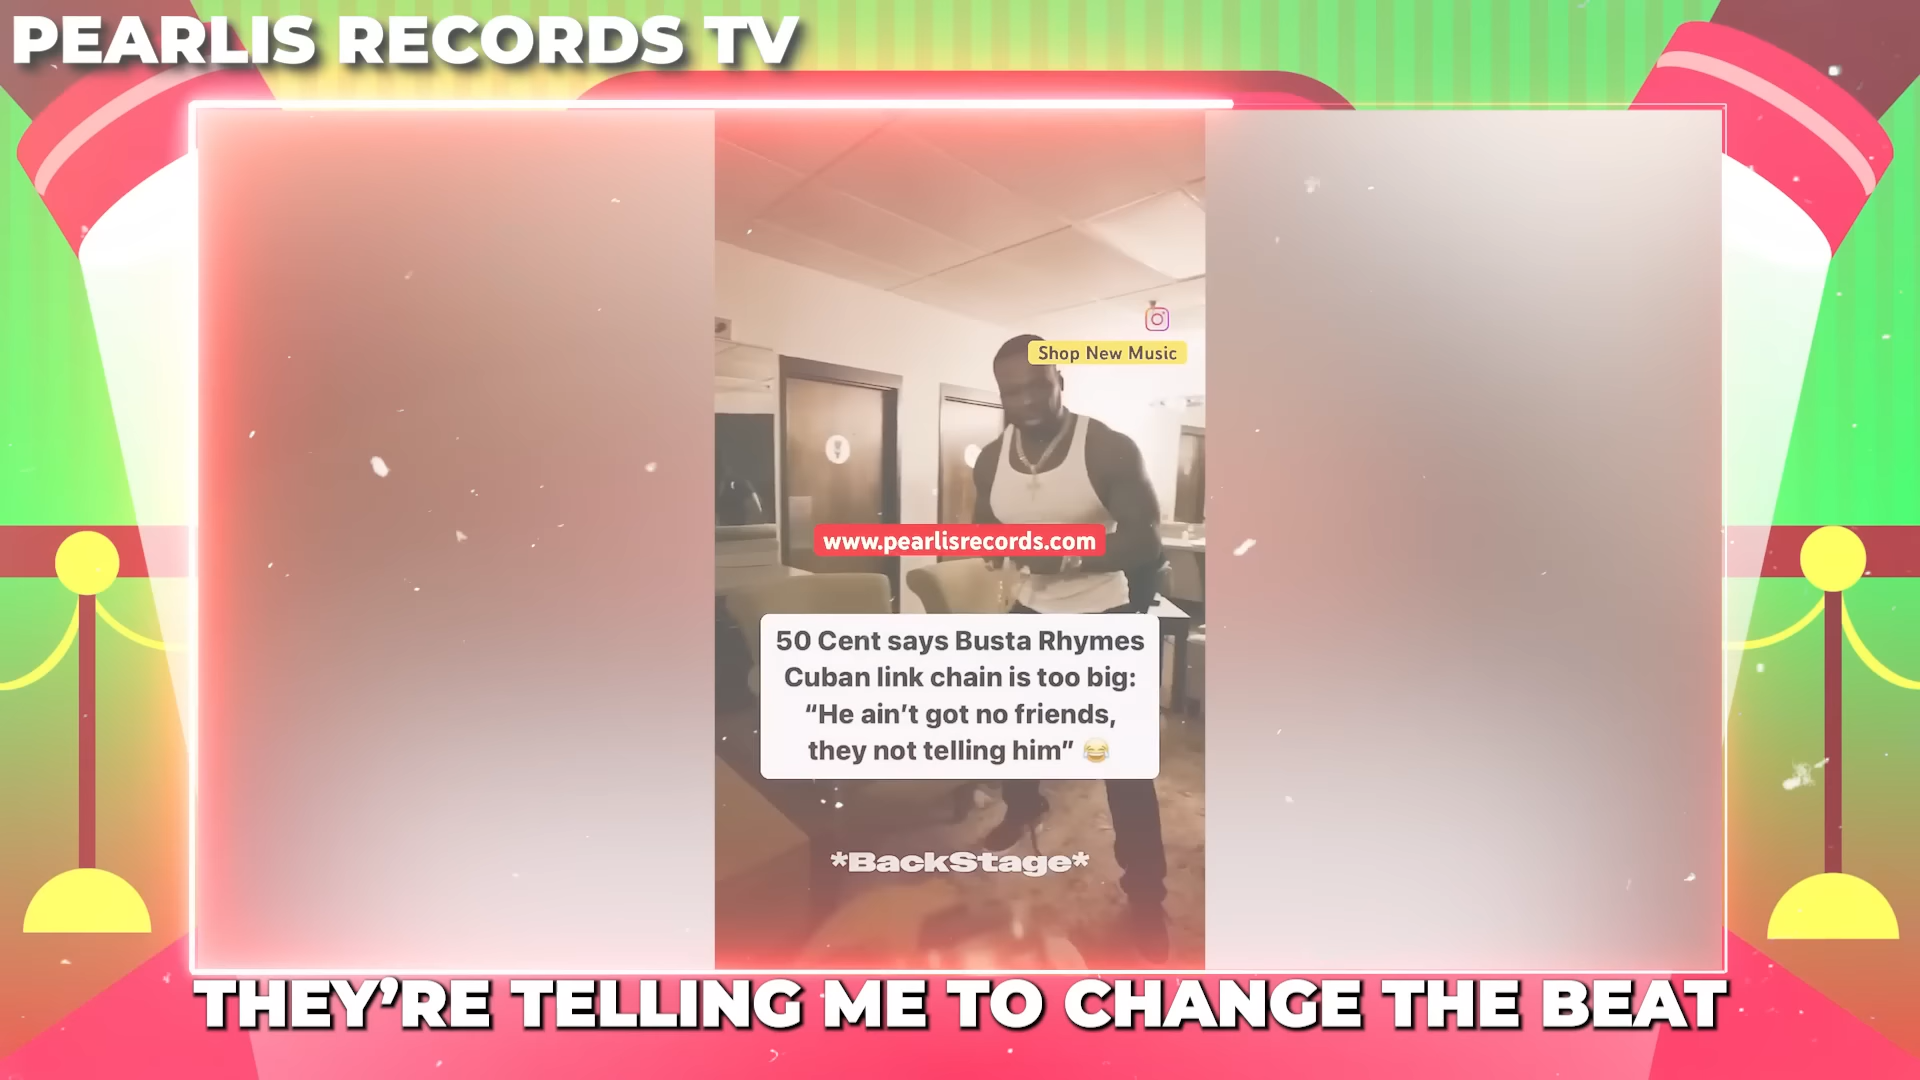 PEARLIS RECORDS TV
Shop New Music
www.pearlisrecords.com
50 Cent says Busta Rhymes
Cuban link chain is too big:
“He ain’t got no friends,
they not telling him” 😂
*BackStage*
THEY’RE TELLING ME TO CHANGE THE BEAT